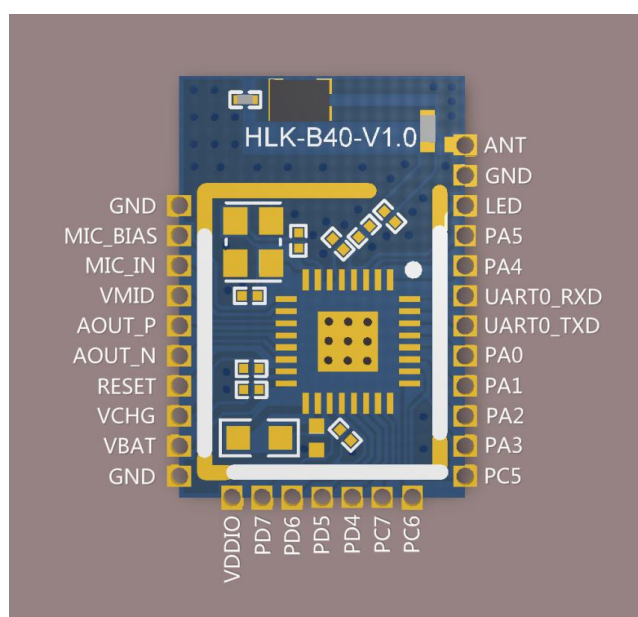 HLK-B40-V1.0
ANT
GND
LED
PA5
PA4
UART0_RXD
UART0_TXD
PA0
PA1
PA2
PA3
PC5
GND
MIC_BIAS
MIC_IN
VMID
AOUT_P
AOUT_N
RESET
VCHG
VBAT
GND
VDDIO
PD7
PD6
PD5
PD4
PC7
PC6